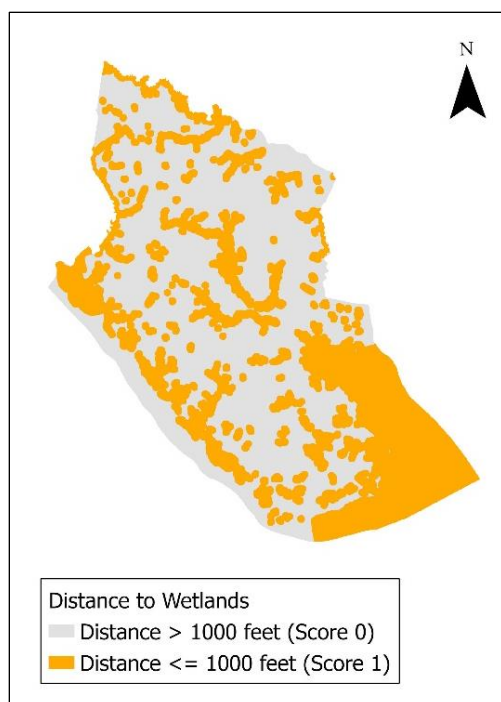 N
Distance to Wetlands
Distance > 1000 feet (Score 0)
Distance <= 1000 feet (Score 1)